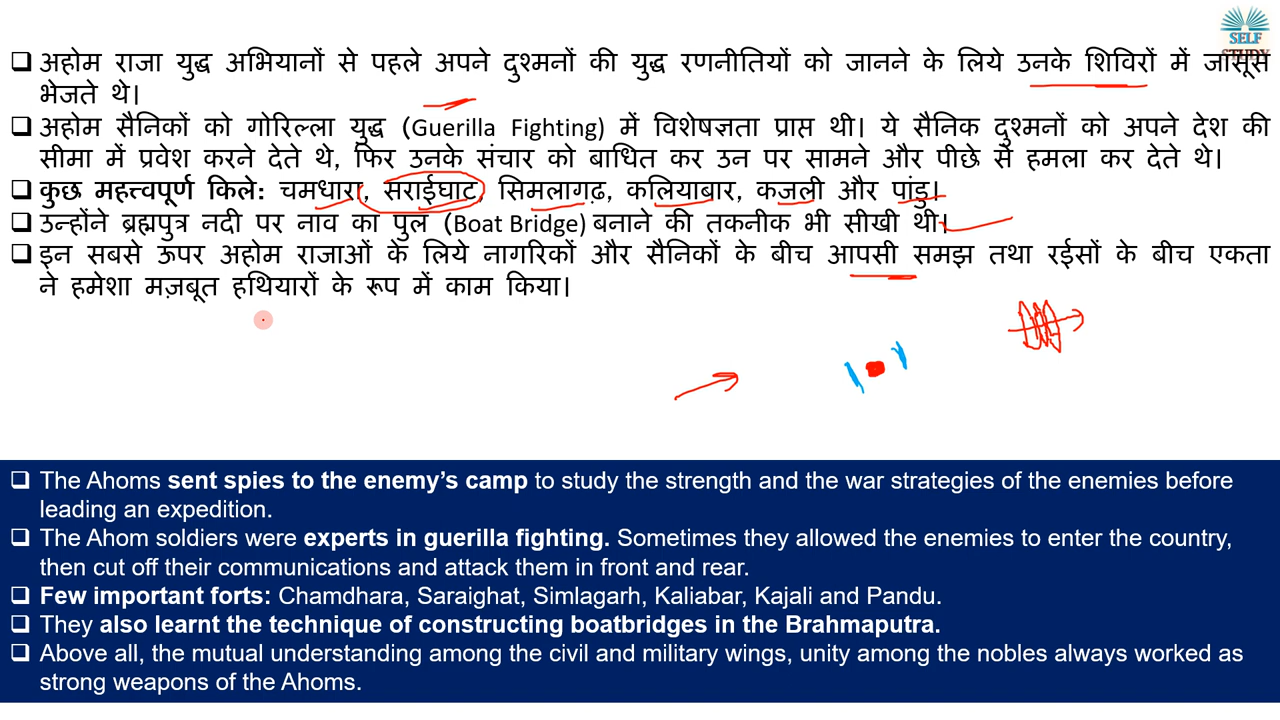 SELF
STUDY
❑ अहोम राजा युद्ध अभियानों से पहले अपने दुश्मनों की युद्ध रणनीतियों को जानने के लिये उनके शिविरों में जासूस
भेजते थे।
❑ अहोम सैनिकों को गोरिल्ला युद्ध (Guerilla Fighting) में विशेषज्ञता प्राप्त थी। ये सैनिक दुश्मनों को अपने देश की
सीमा में प्रवेश करने देते थे, फिर उनके संचार को बाधित कर उन पर सामने और पीछे से हमला कर देते थे।
❑ कुछ महत्त्वपूर्ण किले: चमधारा, सराईघाट, सिमलागढ़, कलियाबार, कजली और पांडु।
❑ उन्होंने ब्रह्मपुत्र नदी पर नाव का पुल (Boat Bridge) बनाने की तकनीक भी सीखी थी।
❑ इन सबसे ऊपर अहोम राजाओं के लिये नागरिकों और सैनिकों के बीच आपसी समझ तथा रईसों के बीच एकता
ने हमेशा मज़बूत हथियारों के रूप में काम किया।
❑ The Ahoms sent spies to the enemy's camp to study the strength and the war strategies of the enemies before
leading an expedition.
❑ The Ahom soldiers were experts in guerilla fighting. Sometimes they allowed the enemies to enter the country,
then cut off their communications and attack them in front and rear.
❑ Few important forts: Chamdhara, Saraighat, Simlagarh, Kaliabar, Kajali and Pandu.
❑ They also learnt the technique of constructing boatbridges in the Brahmaputra.
❑ Above all, the mutual understanding among the civil and military wings, unity among the nobles always worked as
strong weapons of the Ahoms.